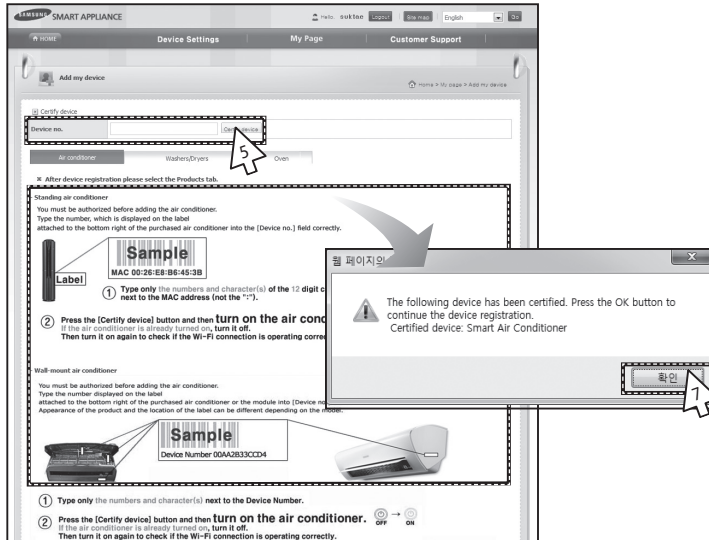 SAMSUNG SMART APPLIANCE
Hello suktne Logout Site map English Go
HOME Device Settings My Page Customer Support
Add my device
Home > My page > Add my device
Certify device
Device no. Certify device
5
Air conditioner Washers/Dryers Oven
※ After device registration please select the Products tab.
Standing air conditioner
You must be authorized before adding the air conditioner.
Type the number, which is displayed on the label
attached to the bottom right of the purchased air conditioner into the [Device no.] field correctly.
Label
Sample
MAC 00:26:E8:B6:45:3B
① Type only the numbers and character(s) of the 12 digit c
next to the MAC address (not the ":").
② Press the [Certify device] button and then turn on the air cond
If the air conditioner is already turned on, turn it off.
Then turn it on again to check if the Wi-Fi connection is operating corre
웹 페이지의
X
The following device has been certified. Press the OK button to
continue the device registration.
Certified device: Smart Air Conditioner
확인
7
Wall-mount air conditioner
You must be authorized before adding the air conditioner.
Type the number displayed on the label
attached to the bottom right of the purchased air conditioner or the module into [Device no
Appearance of the product and the location of the label can be different depending on the model.
Sample
Device Number 00AA2B33CCD4
① Type only the numbers and character(s) next to the Device Number.
② Press the [Certify device] button and then turn on the air conditioner. OFF → ON
If the air conditioner is already turned on, turn it off.
Then turn it on again to check if the Wi-Fi connection is operating correctly.